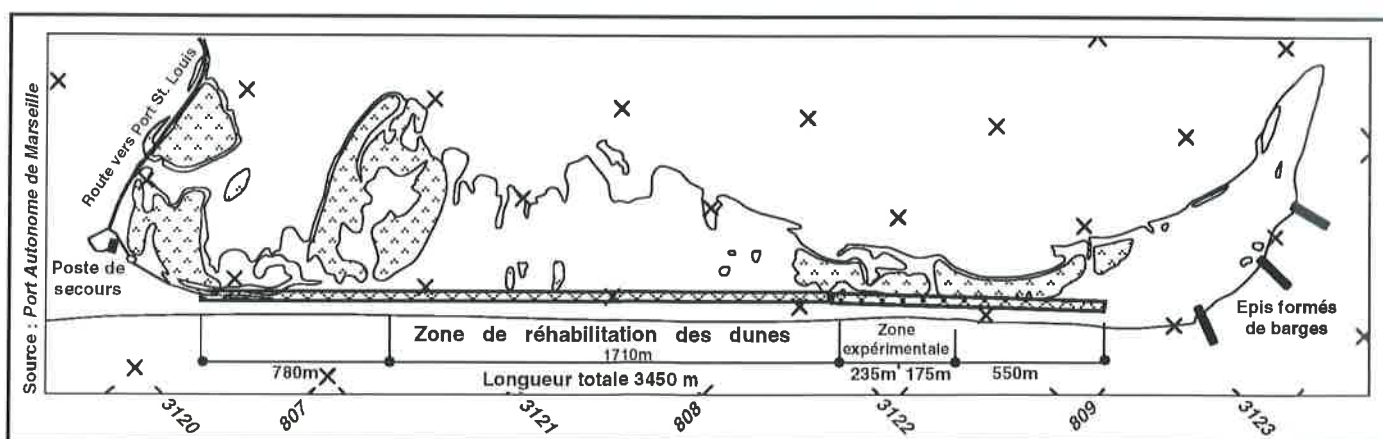 Source : Port Autonome de Marseille
Route vers Port St. Louis
Poste de
secours
Epis formés
de barges
Zone de réhabilitation des dunes
Zone
expérimentale
1710m
780m
235m 175m
550m
Longueur totale 3450 m
3120
807
3121
808
3122
809
3123